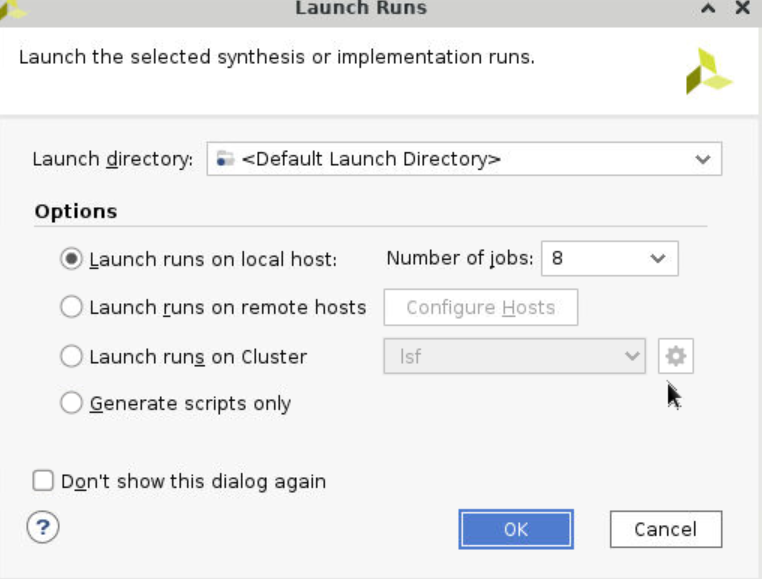 Launch Runs
Launch the selected synthesis or implementation runs.
Launch directory: <Default Launch Directory>
Options
Launch runs on local host: Number of jobs: 8
Launch runs on remote hosts Configure Hosts
Launch runs on Cluster lsf
Generate scripts only
Don't show this dialog again
? OK Cancel